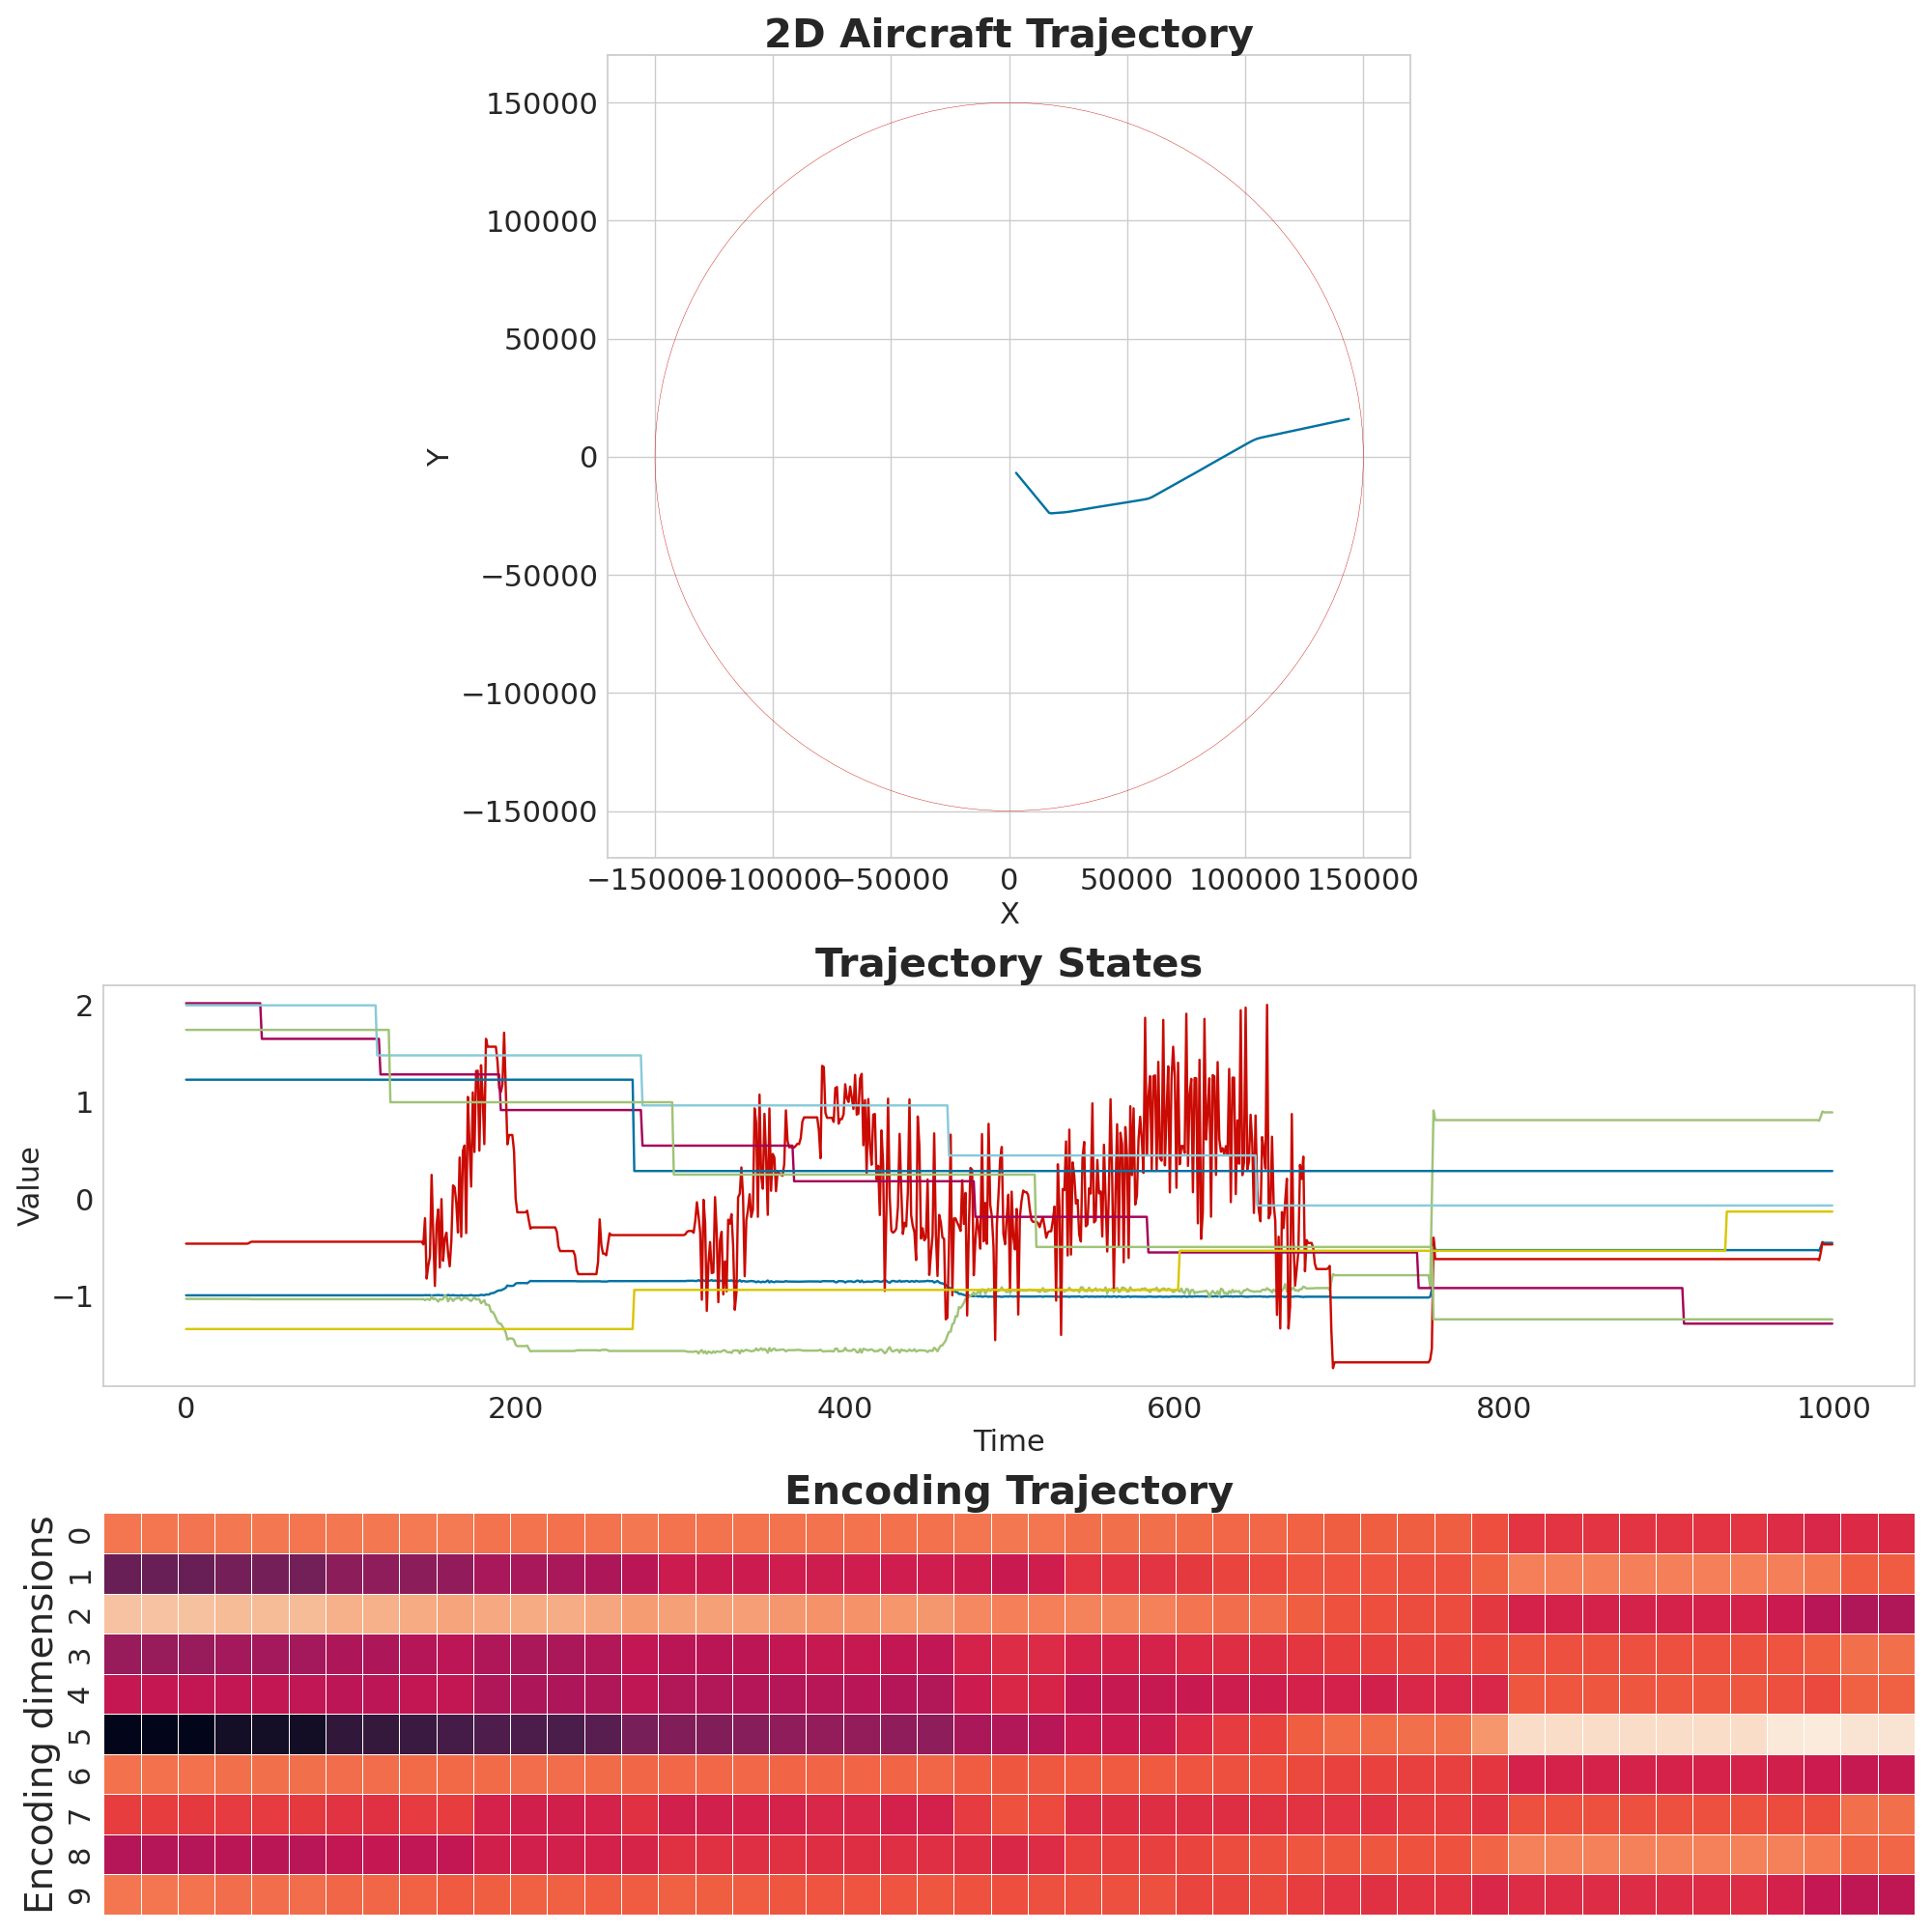 2D Aircraft Trajectory
150000
100000
50000
0
−50000
−100000
−150000
Y
−150000 −100000 −50000 0 50000 100000 150000
X
Trajectory States
2
1
0
−1
Value
0 200 400 600 800 1000
Time
Encoding Trajectory
0
1
2
3
4
5
6
7
8
9
Encoding dimensions